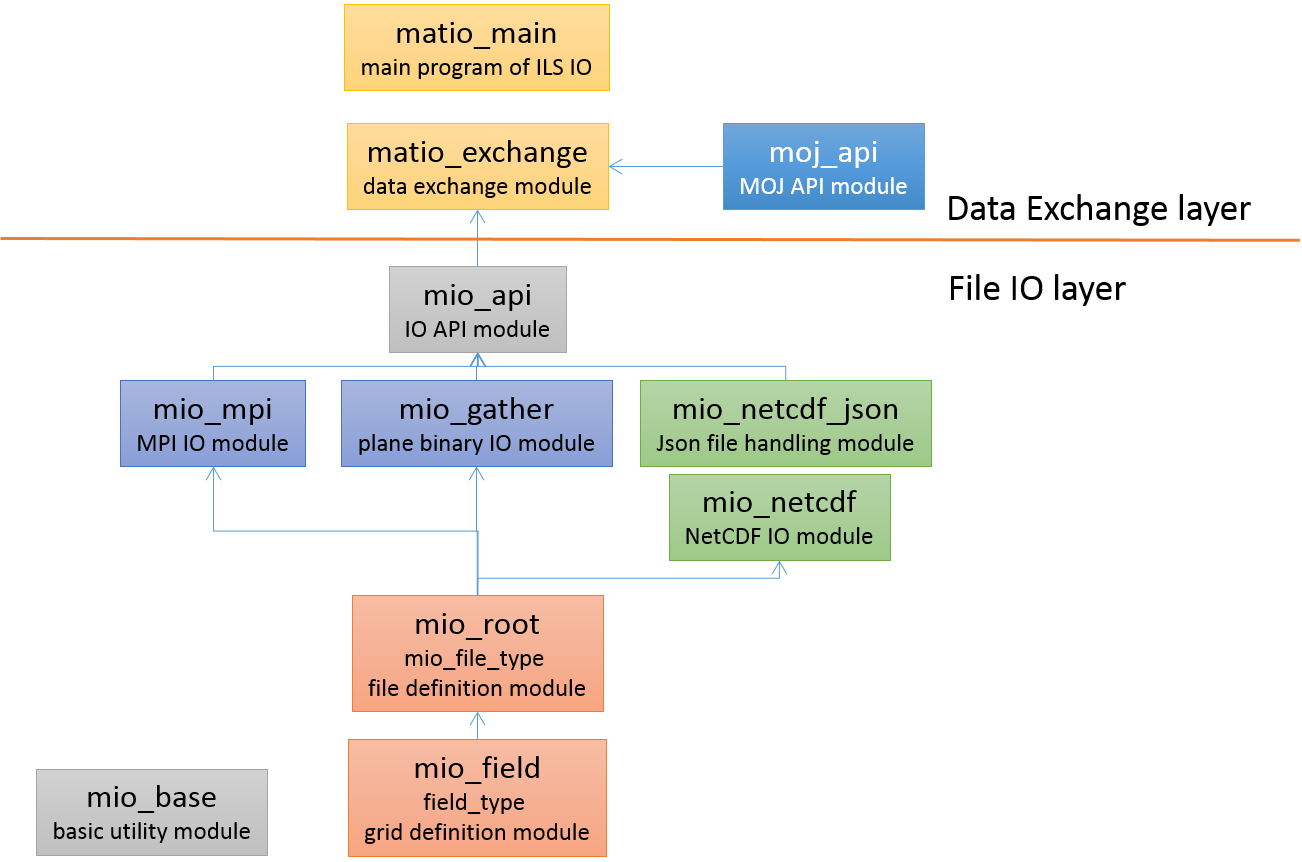 matio_main
main program of ILS IO
matio_exchange
data exchange module
moj_api
MOJ API module
Data Exchange layer
File IO layer
mio_api
IO API module
mio_mpi
MPI IO module
mio_gather
plane binary IO module
mio_netcdf_json
Json file handling module
mio_netcdf
NetCDF IO module
mio_root
mio_file_type
file definition module
mio_field
field_type
grid definition module
mio_base
basic utility module